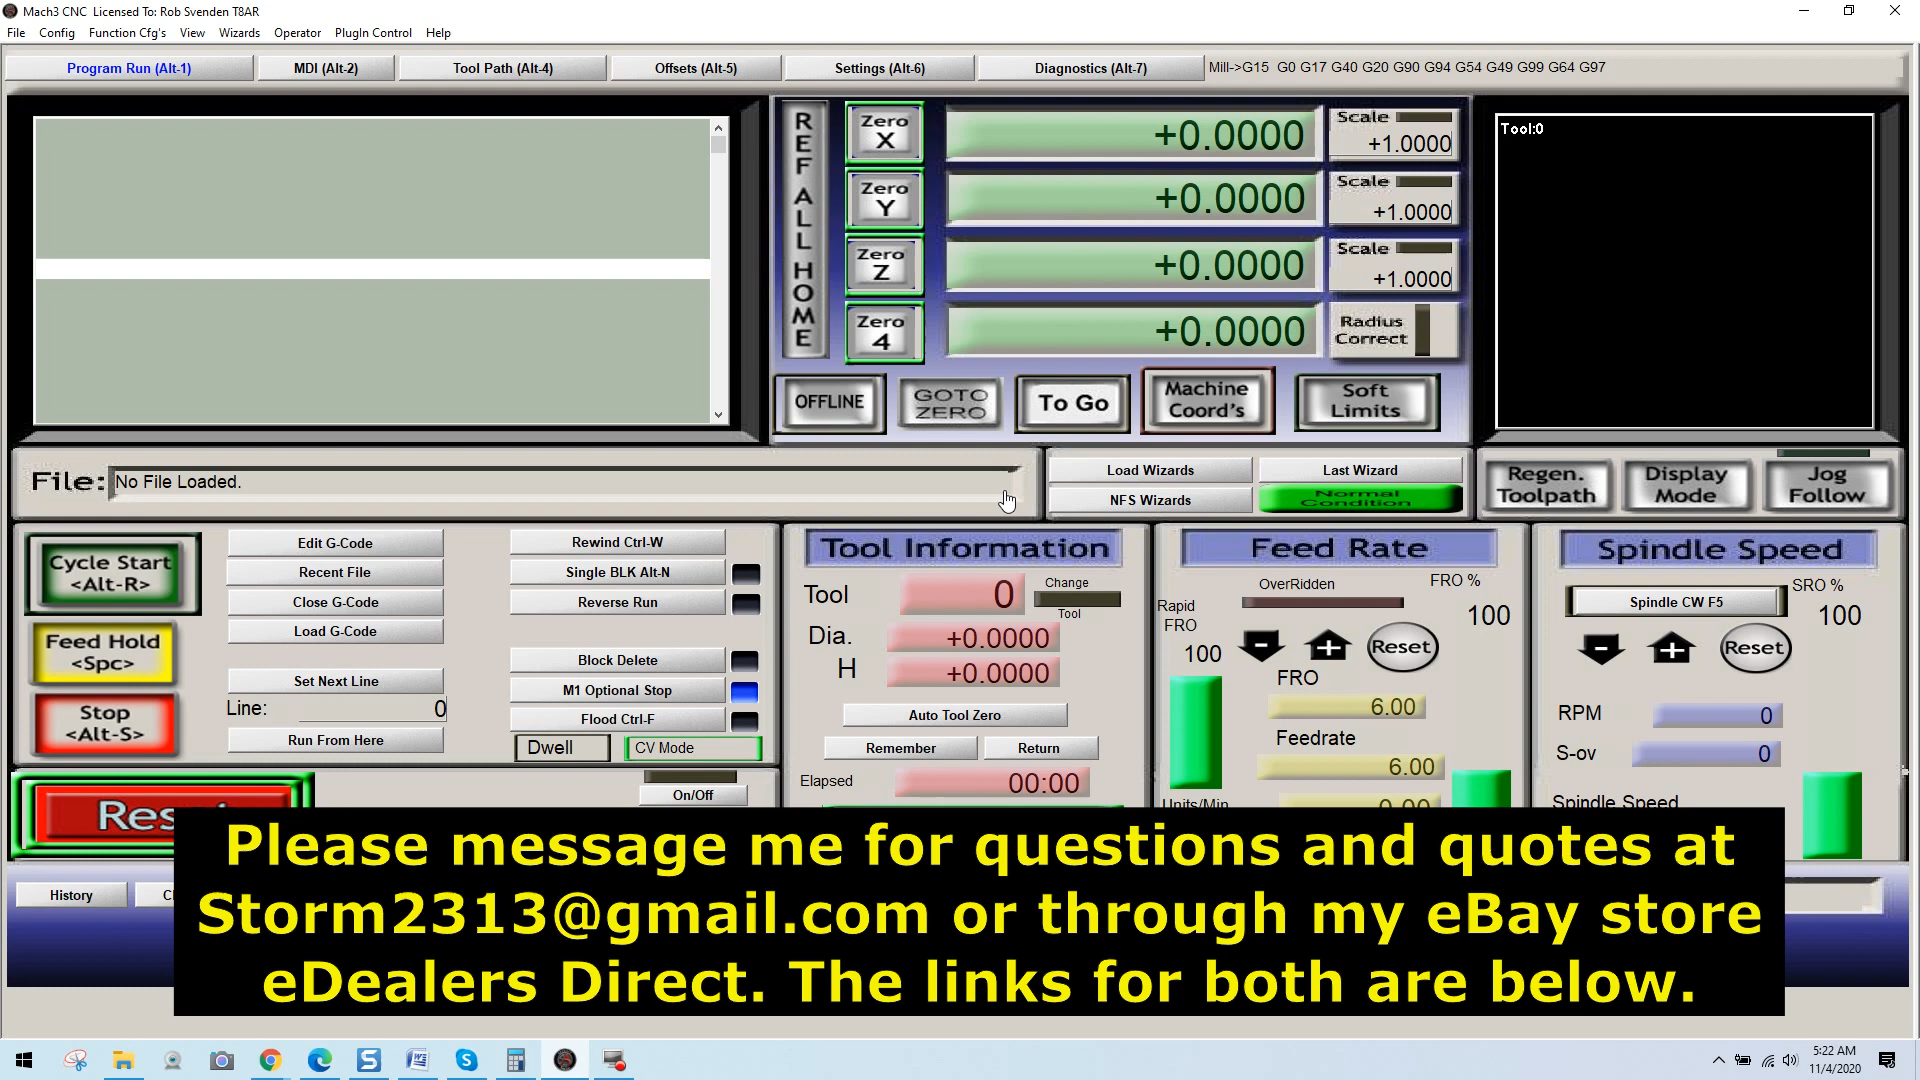 Mach3 CNC Licensed To: Rob Svenden T8AR
File Config Function Cfg's View Wizards Operator PlugIn Control Help
Program Run (Alt-1) MDI (Alt-2) Tool Path (Alt-4) Offsets (Alt-5) Settings (Alt-6) Diagnostics (Alt-7) Mill->G15 G0 G17 G40 G20 G90 G94 G54 G49 G99 G64 G97
REF ALL HOME
Zero X +0.0000 Scale +1.0000
Zero Y +0.0000 Scale +1.0000
Zero Z +0.0000 Scale +1.0000
Zero 4 +0.0000 Radius Correct
OFFLINE GOTO ZERO To Go Machine Coord's Soft Limits
Tool:0
File: No File Loaded.
Load Wizards Last Wizard
NFS Wizards Normal Condition
Regen. Toolpath Display Mode Jog Follow
Cycle Start <Alt-R>
Feed Hold <Spc>
Stop <Alt-S>
Edit G-Code
Recent File
Close G-Code
Load G-Code
Set Next Line
Line: 0
Run From Here
Rewind Ctrl-W
Single BLK Alt-N
Reverse Run
Block Delete
M1 Optional Stop
Flood Ctrl-F
Dwell CV Mode
On/Off
Tool Information
Tool 0 Change Tool
Dia. +0.0000
H +0.0000
Auto Tool Zero
Remember Return
Elapsed 00:00
Feed Rate
OverRidden FRO %
Rapid FRO 100
100
Reset
FRO
6.00
Feedrate
6.00
Units/Min 0.00
Spindle Speed
Spindle CW F5 SRO %
100
Reset
RPM 0
S-ov 0
Spindle Speed
History
Please message me for questions and quotes at
Storm2313@gmail.com or through my eBay store
eDealers Direct. The links for both are below.
5:22 AM
11/4/2020